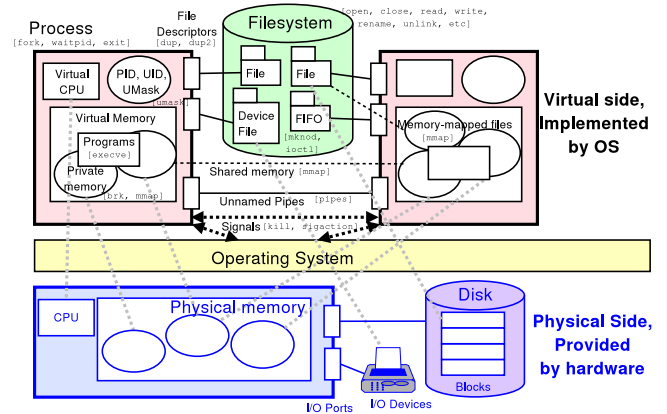 Process
[fork, waitpid, exit]
File
Descriptors
[dup, dup2]
Filesystem
[open, close, read, write,
rename, unlink, etc]
Virtual
CPU
PID, UID,
UMask
[umask]
File
File
Device
File
FIFO
[mknod,
ioctl]
Virtual Memory
Programs
[execve]
Private
memory
[brk, mmap]
Memory-mapped files
[mmap]
Shared memory [mmap]
Unnamed Pipes [pipes]
Signals [kill, sigaction]
Virtual side,
Implemented
by OS
Operating System
CPU
Physical memory
Disk
Blocks
I/O Ports
I/O Devices
Physical Side,
Provided
by hardware